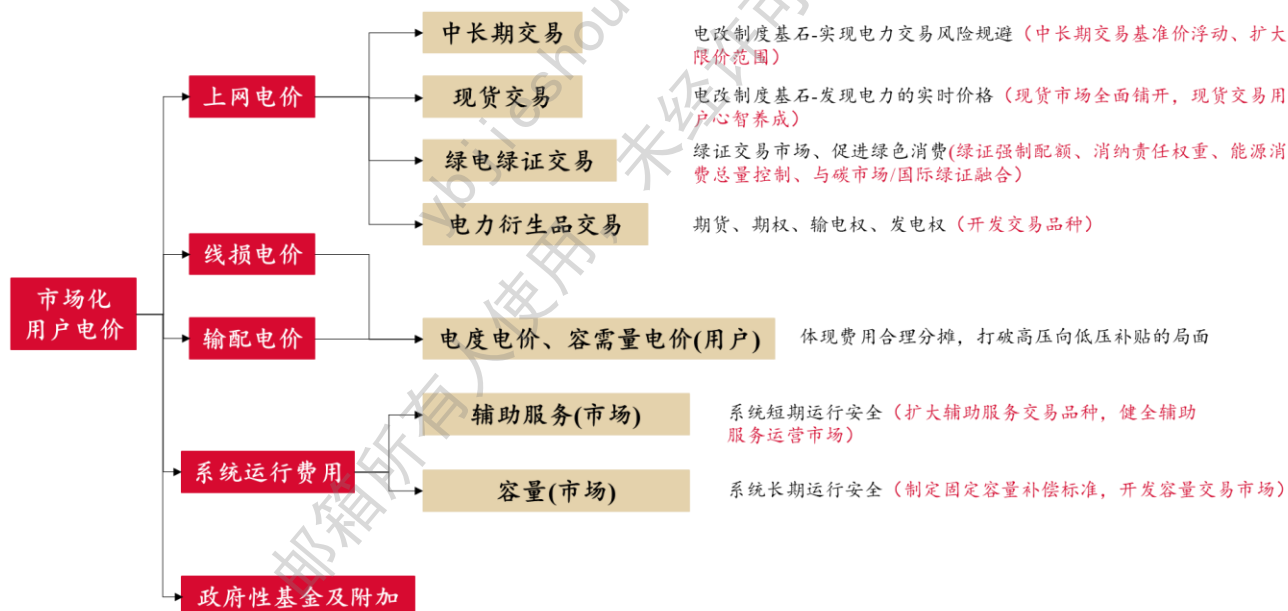 中长期交易
电改制度基石-实现电力交易风险规避（中长期交易基准价浮动、扩大
限价范围）
上网电价
现货交易
电改制度基石-发现电力的实时价格（现货市场全面铺开，现货交易用
户心智养成）
绿电绿证交易
绿证交易市场、促进绿色消费(绿证强制配额、消纳责任权重、能源消
费总量控制、与碳市场/国际绿证融合）
电力衍生品交易
期货、期权、输电权、发电权（开发交易品种）
线损电价
市场化
用户电价
输配电价
电度电价、容需量电价(用户)
体现费用合理分摊，打破高压向低压补贴的局面
辅助服务(市场)
系统短期运行安全（扩大辅助服务交易品种，健全辅助
服务运营市场）
系统运行费用
容量(市场)
系统长期运行安全（制定固定容量补偿标准，开发容量交易市场）
政府性基金及附加
邮箱所有人使用，未经许可